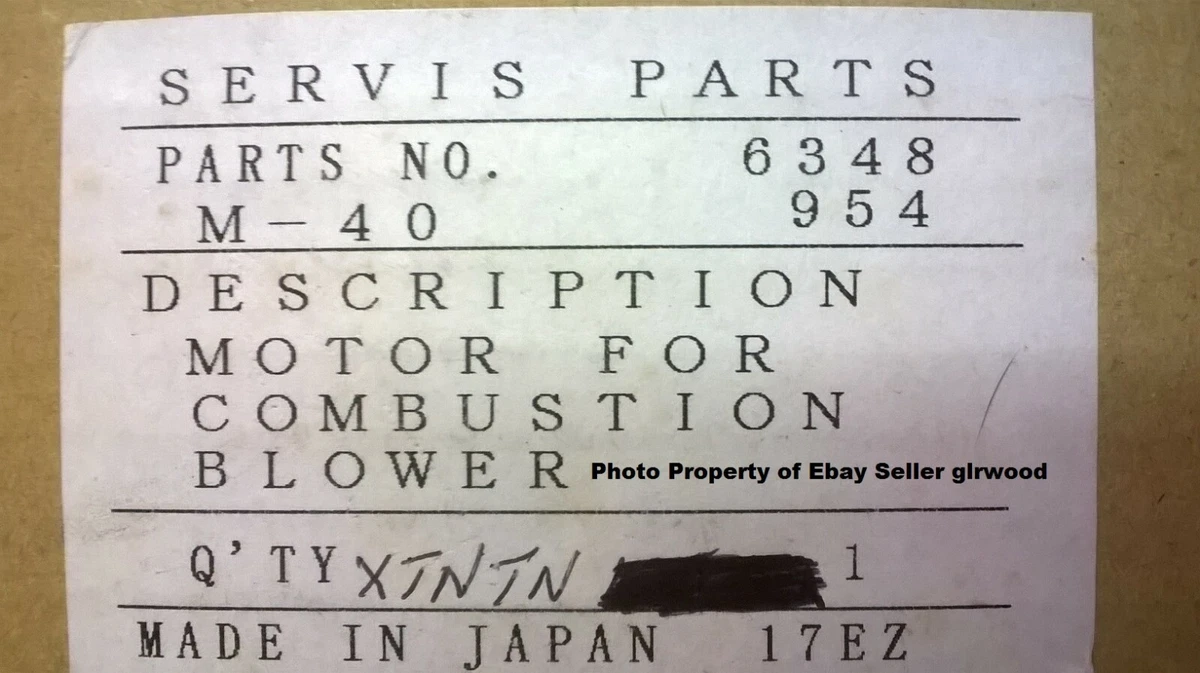 SERVIS PARTS
PARTS NO. 6348
M-40 954
DESCRIPTION
MOTOR FOR
COMBUSTION
BLOWER Photo Property of Ebay Seller glrwood
Q'TY XTNTN 1
MADE IN JAPAN 17EZ